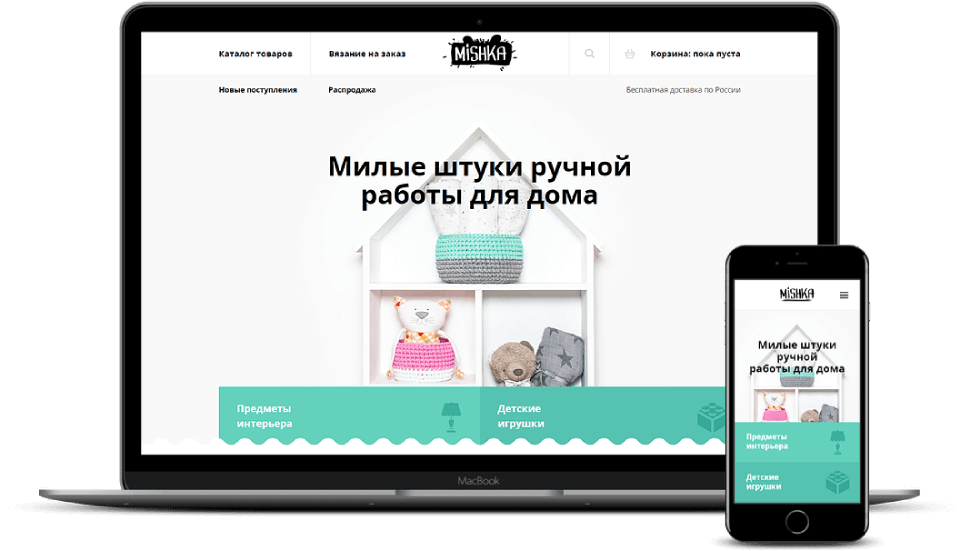 Каталог товаров
Вязание на заказ
MiSHKA
Корзина: пока пуста
Новые поступления
Распродажа
Бесплатная доставка по России
Милые штуки ручной
работы для дома
Предметы
интерьера
Детские
игрушки
MacBook
MiSHKA
Милые штуки
ручной
работы для дома
Предметы
интерьера
Детские
игрушки